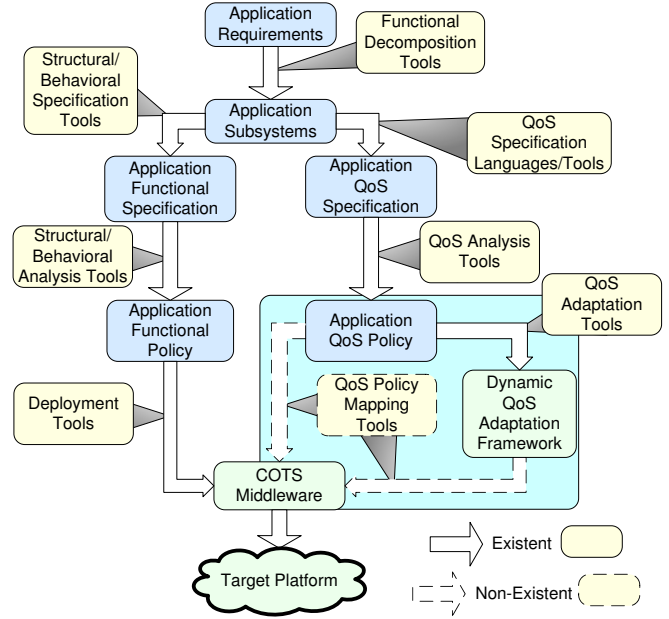 Application
Requirements
Functional
Decomposition
Tools
Structural/
Behavioral
Specification
Tools
Application
Subsystems
QoS
Specification
Languages/Tools
Application
Functional
Specification
Application
QoS
Specification
Structural/
Behavioral
Analysis Tools
QoS Analysis
Tools
QoS
Adaptation
Tools
Application
Functional
Policy
Application
QoS Policy
Deployment
Tools
QoS Policy
Mapping
Tools
Dynamic
QoS
Adaptation
Framework
COTS
Middleware
Target Platform
Existent
Non-Existent